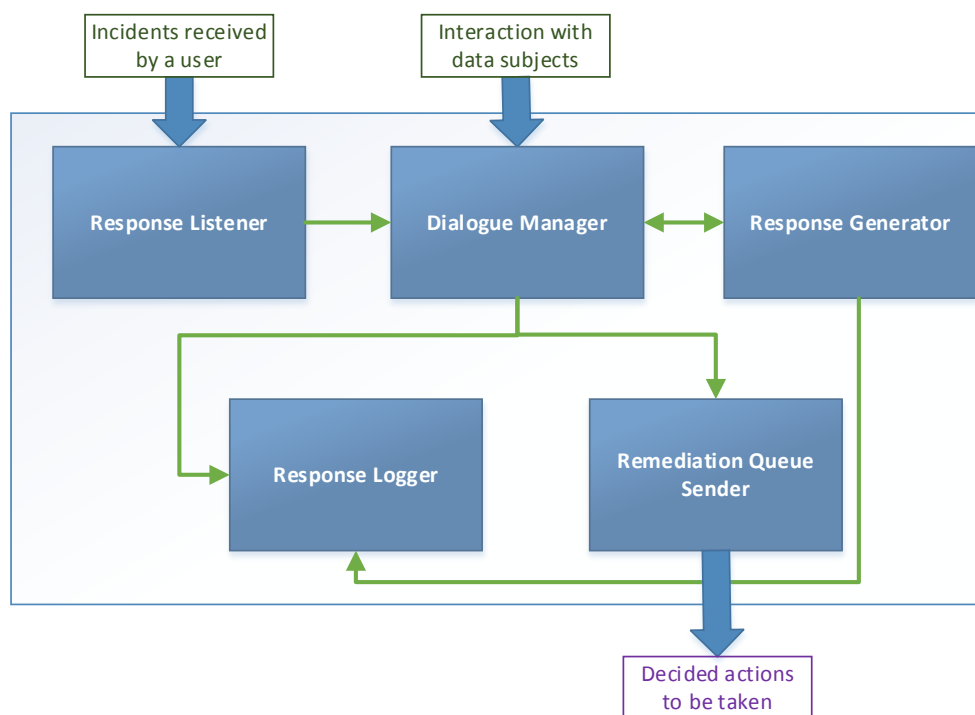 Incidents received
by a user
Interaction with
data subjects
Response Listener
Dialogue Manager
Response Generator
Response Logger
Remediation Queue
Sender
Decided actions
to be taken